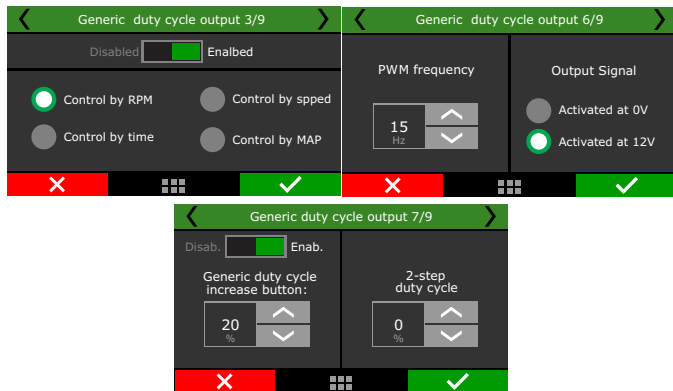 Generic duty cycle output 3/9
Disabled Enalbed
Control by RPM
Control by spped
Control by time
Control by MAP
Generic duty cycle output 6/9
PWM frequency
15
Hz
Output Signal
Activated at 0V
Activated at 12V
Generic duty cycle output 7/9
Disab. Enab.
Generic duty cycle
increase button:
20
%
2-step
duty cycle
0
%